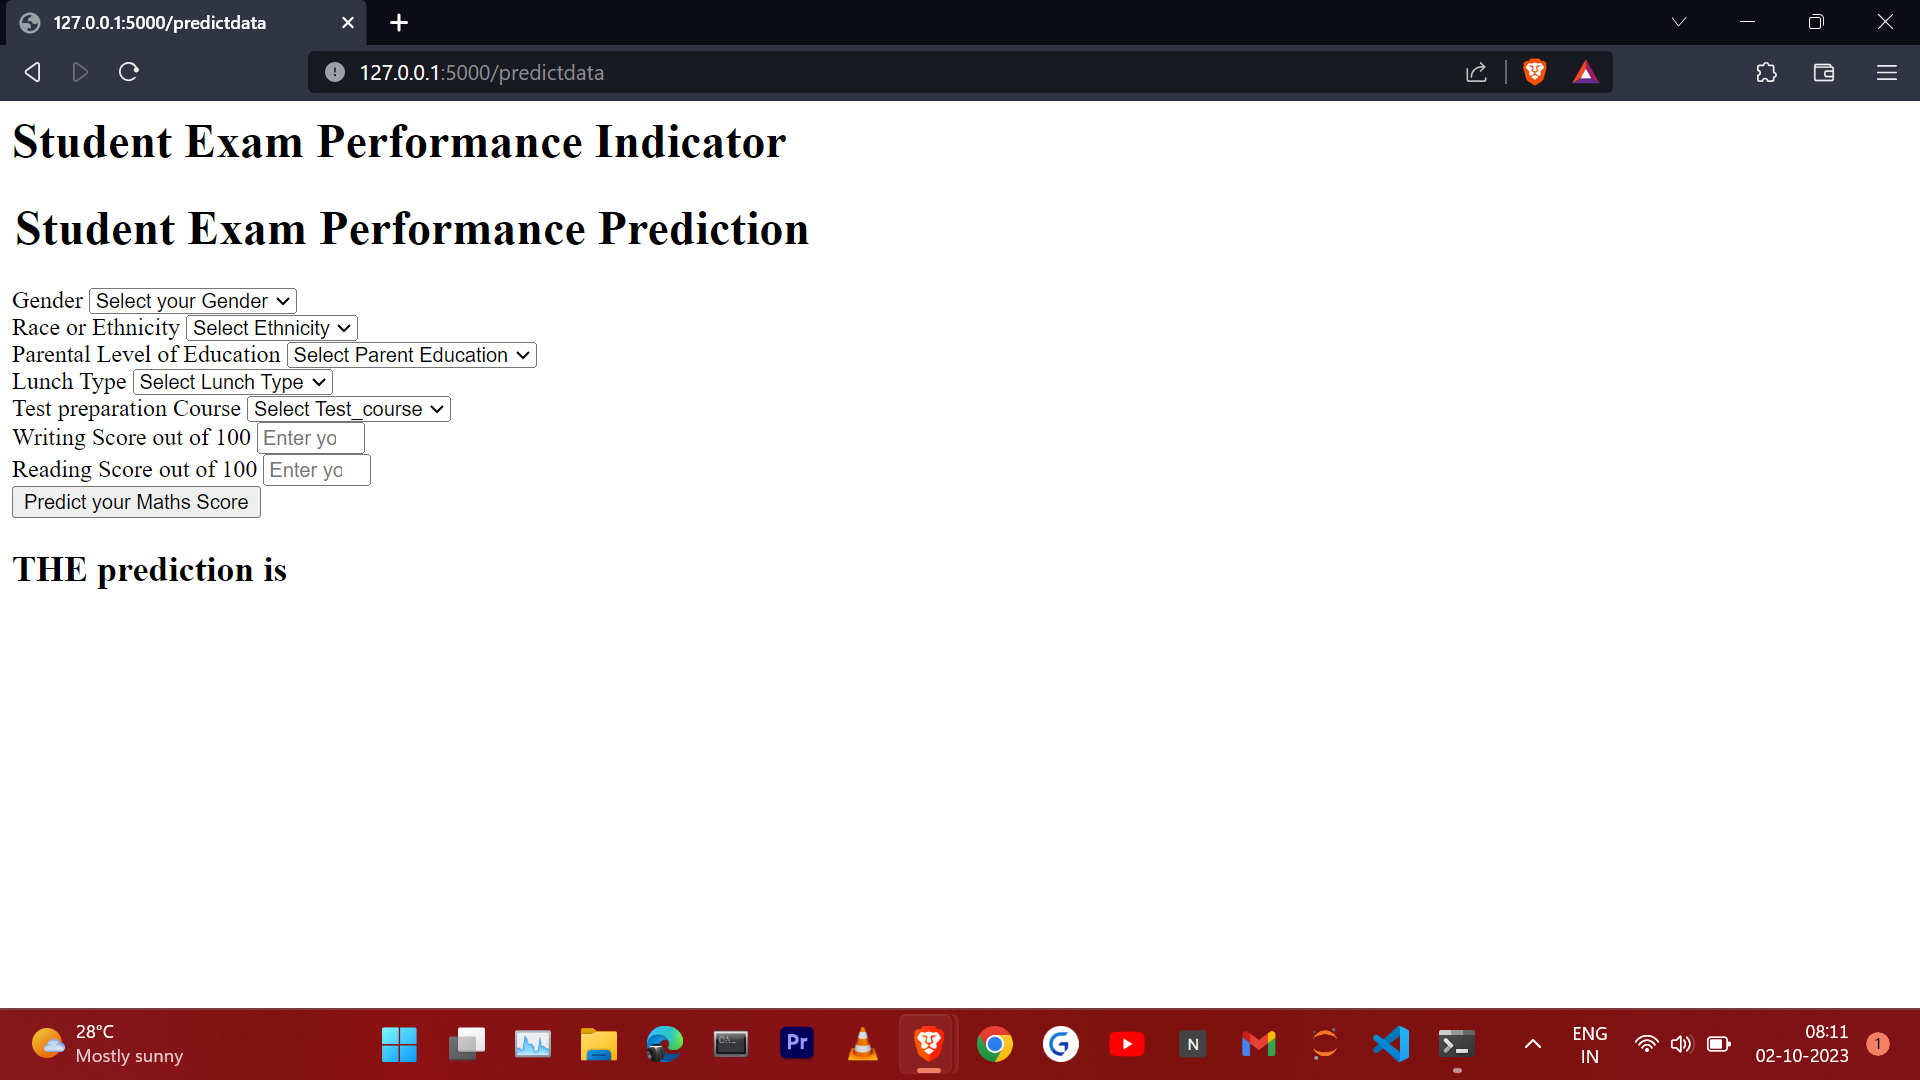 127.0.0.1:5000/predictdata
127.0.0.1:5000/predictdata
Student Exam Performance Indicator
Student Exam Performance Prediction
Gender Select your Gender
Race or Ethnicity Select Ethnicity
Parental Level of Education Select Parent Education
Lunch Type Select Lunch Type
Test preparation Course Select Test_course
Writing Score out of 100 Enter yo
Reading Score out of 100 Enter yo
Predict your Maths Score
THE prediction is
28°C
Mostly sunny
Pr
G
N
ENG
IN
08:11
02-10-2023
1